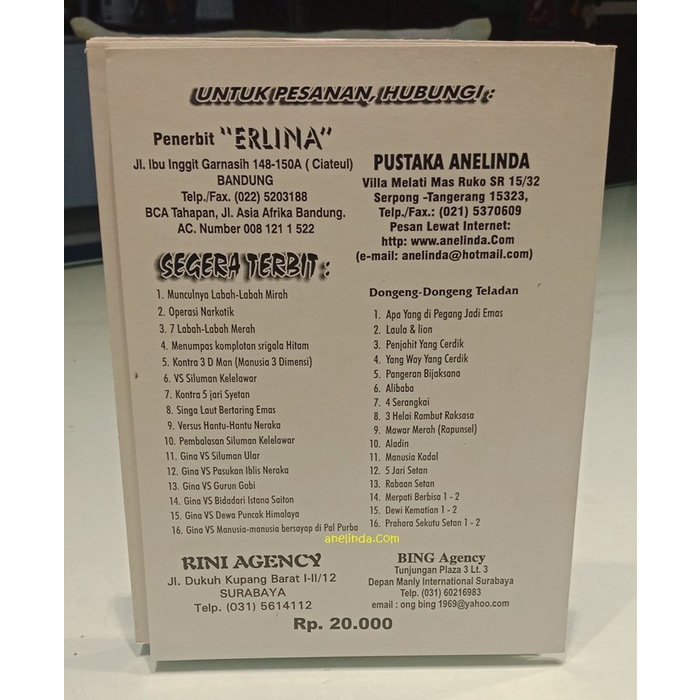 UNTUK PESANAN, HUBUNGI :
Penerbit "ERLINA"
Jl. Ibu Inggit Garnasih 148-150A ( Ciateul)
BANDUNG
Telp./Fax. (022) 5203188
BCA Tahapan, Jl. Asia Afrika Bandung.
AC. Number 008 121 1 522
PUSTAKA ANELINDA
Villa Melati Mas Ruko SR 15/32
Serpong -Tangerang 15323,
Telp./Fax.: (021) 5370609
Pesan Lewat Internet:
http: www.anelinda.Com
(e-mail: anelinda@hotmail.com)
SEGERA TERBIT :
1. Munculnya Labah-Labah Mirah
2. Operasi Narkotik
3. 7 Labah-Labah Merah
4. Menumpas komplotan srigala Hitam
5. Kontra 3 D Man (Manusia 3 Dimensi)
6. VS Siluman Kelelawar
7. Kontra 5 jari Syetan
8. Singa Laut Bertaring Emas
9. Versus Hantu-Hantu Neraka
10. Pembalasan Siluman Kelelawar
11. Gina VS Siluman Ular
12. Gina VS Pasukan Iblis Neraka
13. Gina VS Gurun Gobi
14. Gina VS Bidadari Istana Saiton
15. Gina VS Dewa Puncak Himalaya
16. Gina VS Manusia-manusia bersayap di Pal Purba
Dongeng-Dongeng Teladan
1. Apa Yang di Pegang Jadi Emas
2. Laula & lion
3. Penjahit Yang Cerdik
4. Yang Way Yang Cerdik
5. Pangeran Bijaksana
6. Alibaba
7. 4 Serangkai
8. 3 Helai Rambut Raksasa
9. Mawar Merah (Rapunsel)
10. Aladin
11. Manusia Kadal
12. 5 Jari Setan
13. Rabaan Setan
14. Merpati Berbisa 1 - 2
15. Dewi Kematian 1 - 2
16. Prahara Sekutu Setan 1 - 2
anelinda.Com
RINI AGENCY
Jl. Dukuh Kupang Barat I-II/12
SURABAYA
Telp. (031) 5614112
BING Agency
Tunjungan Plaza 3 Lt. 3
Depan Manly International Surabaya
Telp. (031) 60216983
email : ong bing 1969@yahoo.com
Rp. 20.000